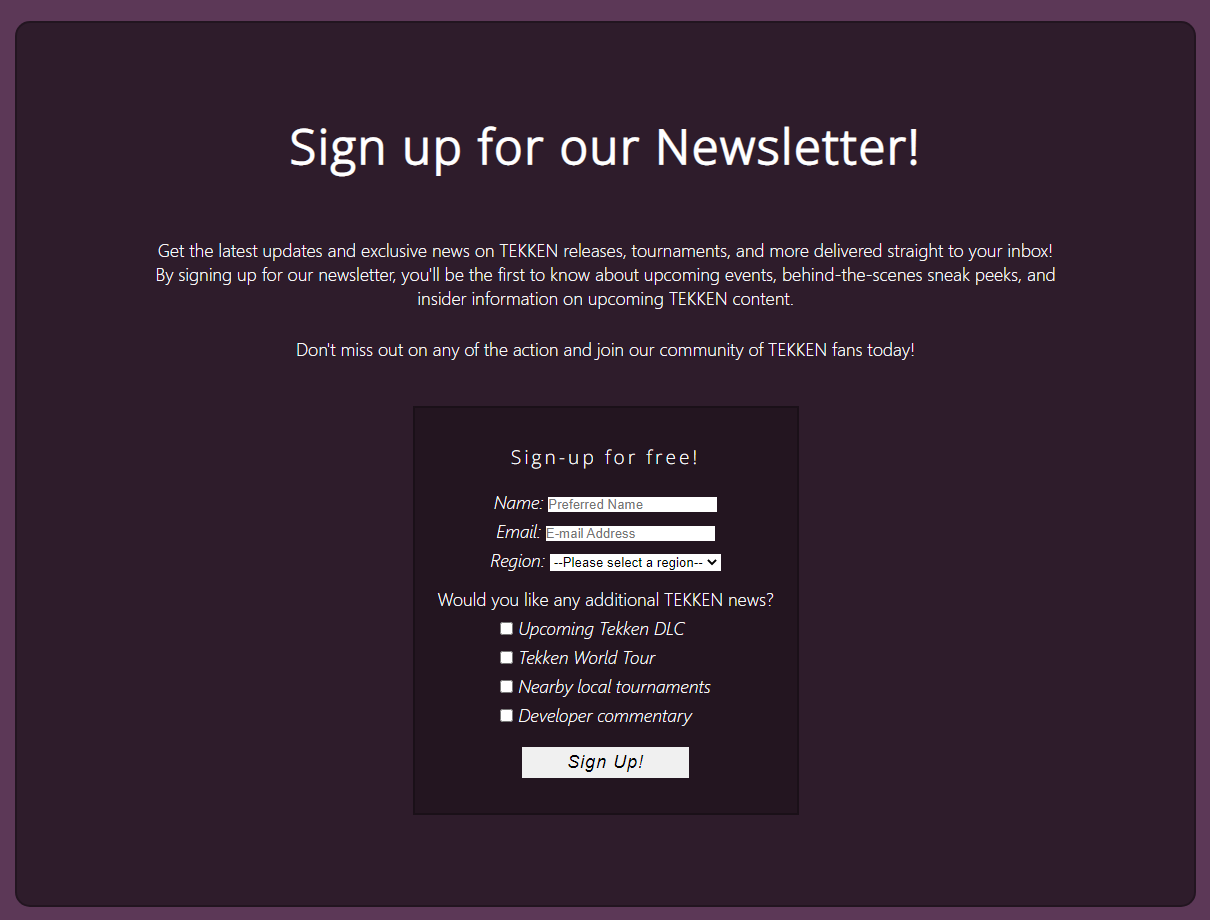 Sign up for our Newsletter!
Get the latest updates and exclusive news on TEKKEN releases, tournaments, and more delivered straight to your inbox!
By signing up for our newsletter, you'll be the first to know about upcoming events, behind-the-scenes sneak peeks, and
insider information on upcoming TEKKEN content.
Don't miss out on any of the action and join our community of TEKKEN fans today!
Sign-up for free!
Name: Preferred Name
Email: E-mail Address
Region: --Please select a region--
Would you like any additional TEKKEN news?
Upcoming Tekken DLC
Tekken World Tour
Nearby local tournaments
Developer commentary
Sign Up!